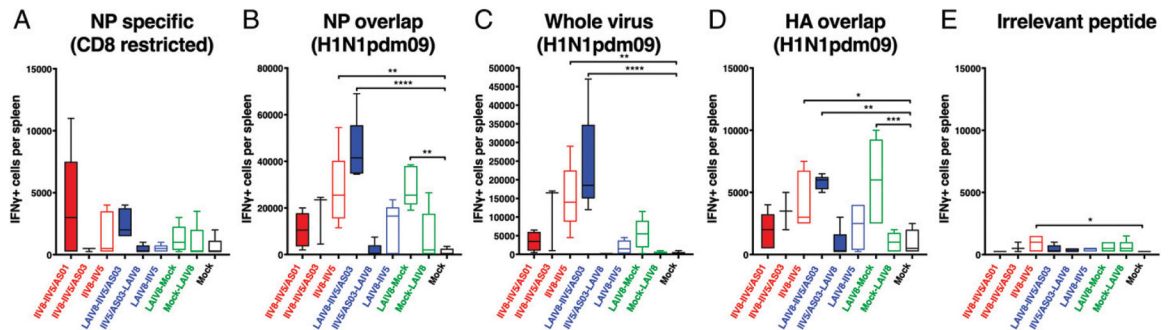 A
NP specific
(CD8 restricted)
IFNγ+ cells per spleen
15000
10000
5000
0
IIV8-IIV5/AS01
IIV8-IIV5/AS03
IIV8-IIV5
LAIV8-IIV5/AS03
IIV5/AS03-LAIV8
LAIV8-IIV5
LAIV8-Mock
Mock-LAIV8
Mock
B
NP overlap
(H1N1pdm09)
IFNγ+ cells per spleen
80000
60000
40000
20000
0
**
****
**
IIV8-IIV5/AS01
IIV8-IIV5/AS03
IIV8-IIV5
LAIV8-IIV5/AS03
IIV5/AS03-LAIV8
LAIV8-IIV5
LAIV8-Mock
Mock-LAIV8
Mock
C
Whole virus
(H1N1pdm09)
IFNγ+ cells per spleen
50000
45000
40000
35000
30000
25000
20000
15000
10000
5000
0
**
****
IIV8-IIV5/AS01
IIV8-IIV5/AS03
IIV8-IIV5
LAIV8-IIV5/AS03
IIV5/AS03-LAIV8
LAIV8-IIV5
LAIV8-Mock
Mock-LAIV8
Mock
D
HA overlap
(H1N1pdm09)
IFNγ+ cells per spleen
15000
10000
5000
0
*
**
***
IIV8-IIV5/AS01
IIV8-IIV5/AS03
IIV8-IIV5
LAIV8-IIV5/AS03
IIV5/AS03-LAIV8
LAIV8-IIV5
LAIV8-Mock
Mock-LAIV8
Mock
E
Irrelevant peptide
IFNγ+ cells per spleen
15000
10000
5000
0
*
IIV8-IIV5/AS01
IIV8-IIV5/AS03
IIV8-IIV5
LAIV8-IIV5/AS03
IIV5/AS03-LAIV8
LAIV8-IIV5
LAIV8-Mock
Mock-LAIV8
Mock